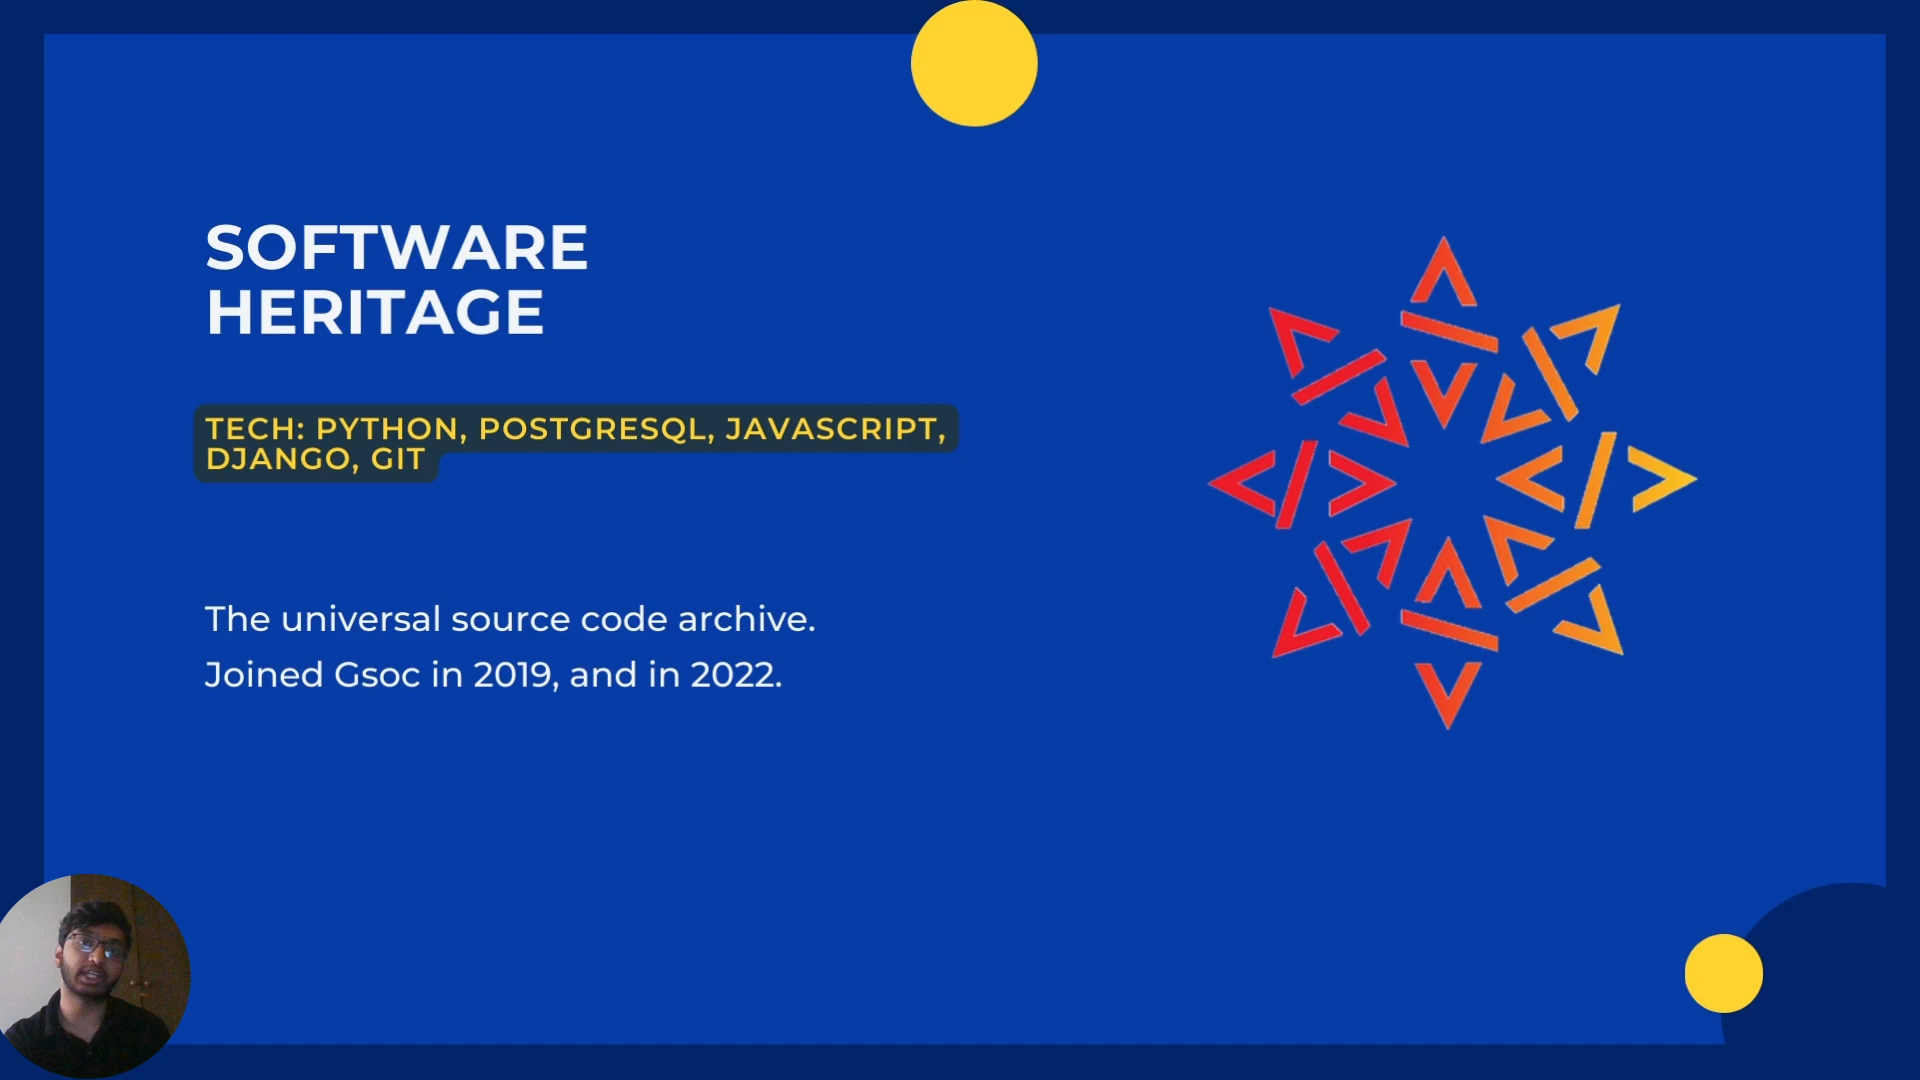 SOFTWARE
HERITAGE
TECH: PYTHON, POSTGRESQL, JAVASCRIPT,
DJANGO, GIT
The universal source code archive.
Joined Gsoc in 2019, and in 2022.